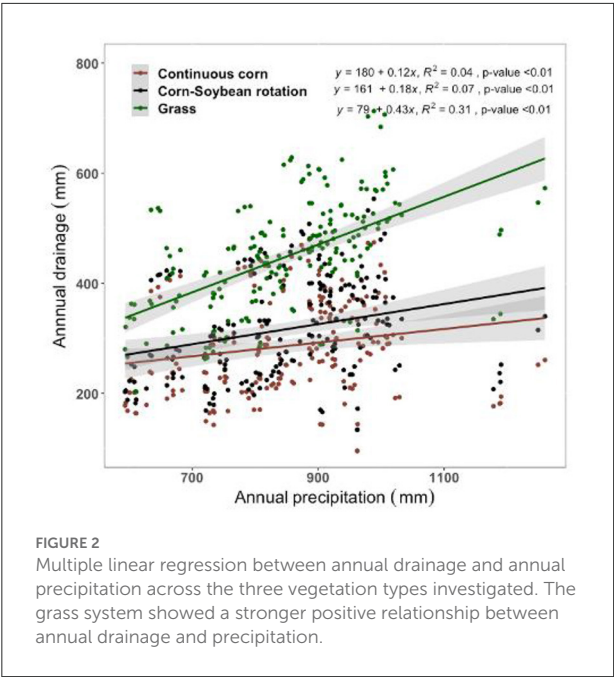 800
600
400
200
Annnual drainage (mm)
Continuous corn
Corn-Soybean rotation
Grass
y = 180 + 0.12x, R² = 0.04 , p-value <0.01
y = 161 + 0.18x, R² = 0.07 , p-value <0.01
y = 79 + 0.43x, R² = 0.31 , p-value <0.01
700 900 1100
Annual precipitation (mm)
FIGURE 2
Multiple linear regression between annual drainage and annual
precipitation across the three vegetation types investigated. The
grass system showed a stronger positive relationship between
annual drainage and precipitation.